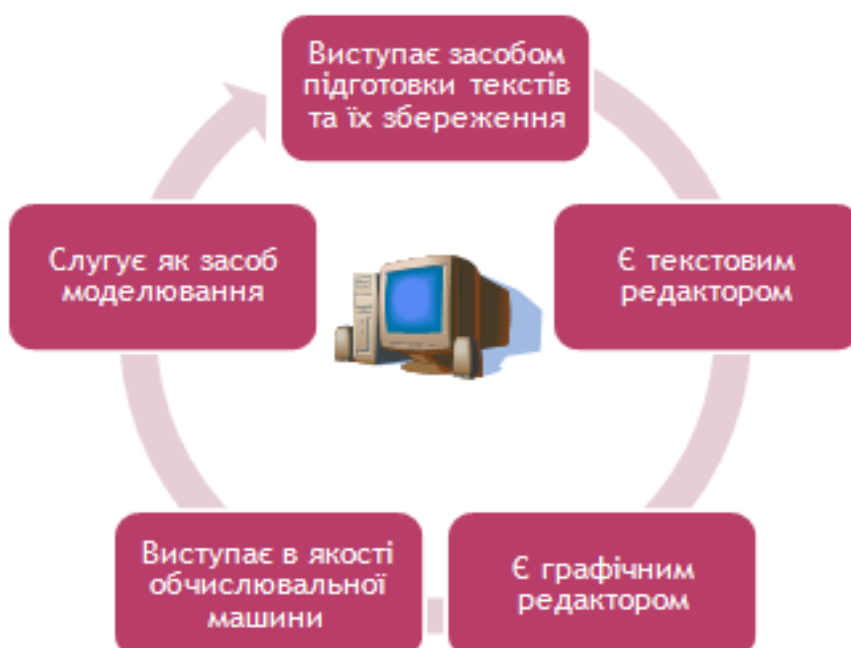 Виступає засобом
підготовки текстів
та їх збереження
Є текстовим
редактором
Є графічним
редактором
Виступає в якості
обчислювальної
машини
Слугує як засоб
моделювання